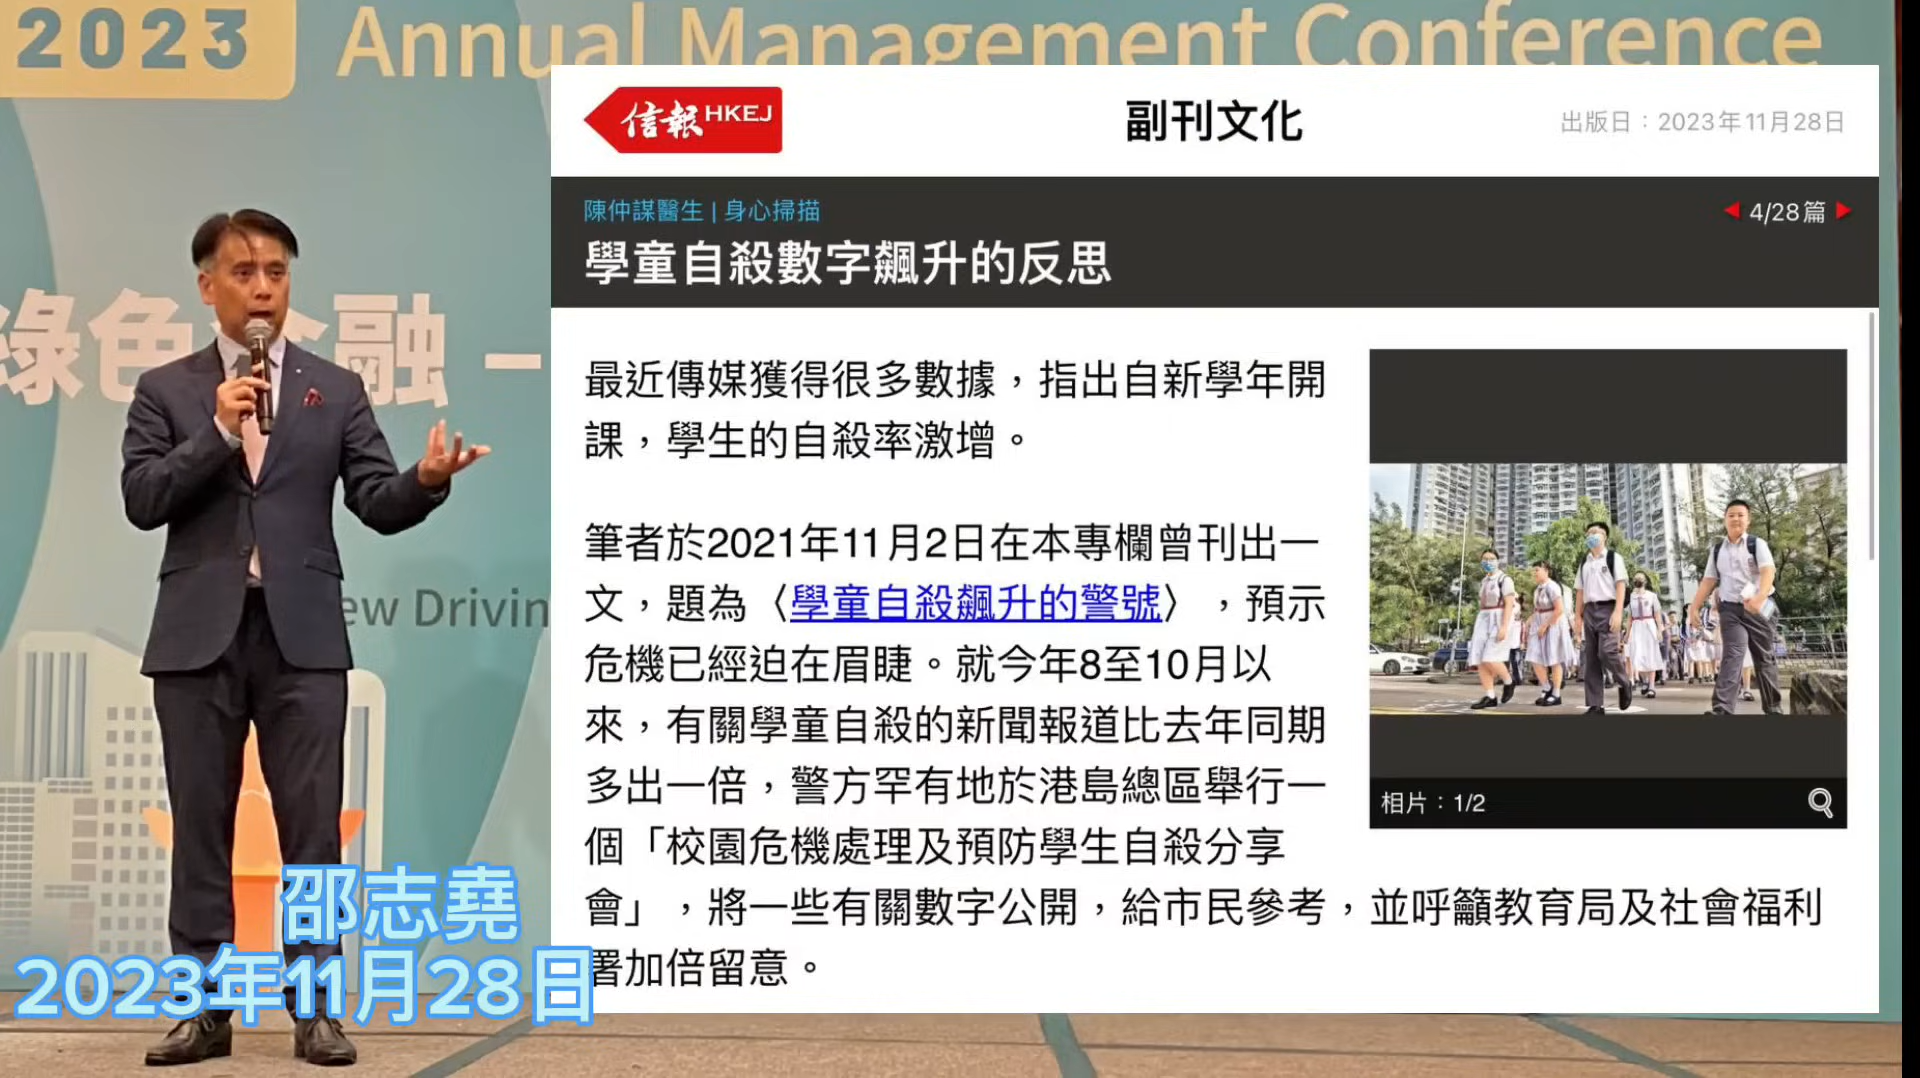 2023
Annual Management Conference
綠色金融 –
ew Drivin
信報 HKEJ
副刊文化
出版日：2023年11月28日
陳仲謀醫生 | 身心掃描
4/28篇
學童自殺數字飆升的反思
最近傳媒獲得很多數據，指出自新學年開
課，學生的自殺率激增。
筆者於2021年11月2日在本專欄曾刊出一
文，題為〈學童自殺飆升的警號〉，預示
危機已經迫在眉睫。就今年8至10月以
來，有關學童自殺的新聞報道比去年同期
多出一倍，警方罕有地於港島總區舉行一
個「校園危機處理及預防學生自殺分享
會」，將一些有關數字公開，給市民參考，並呼籲教育局及社會福利
署加倍留意。
相片：1/2
邵志堯
2023年11月28日